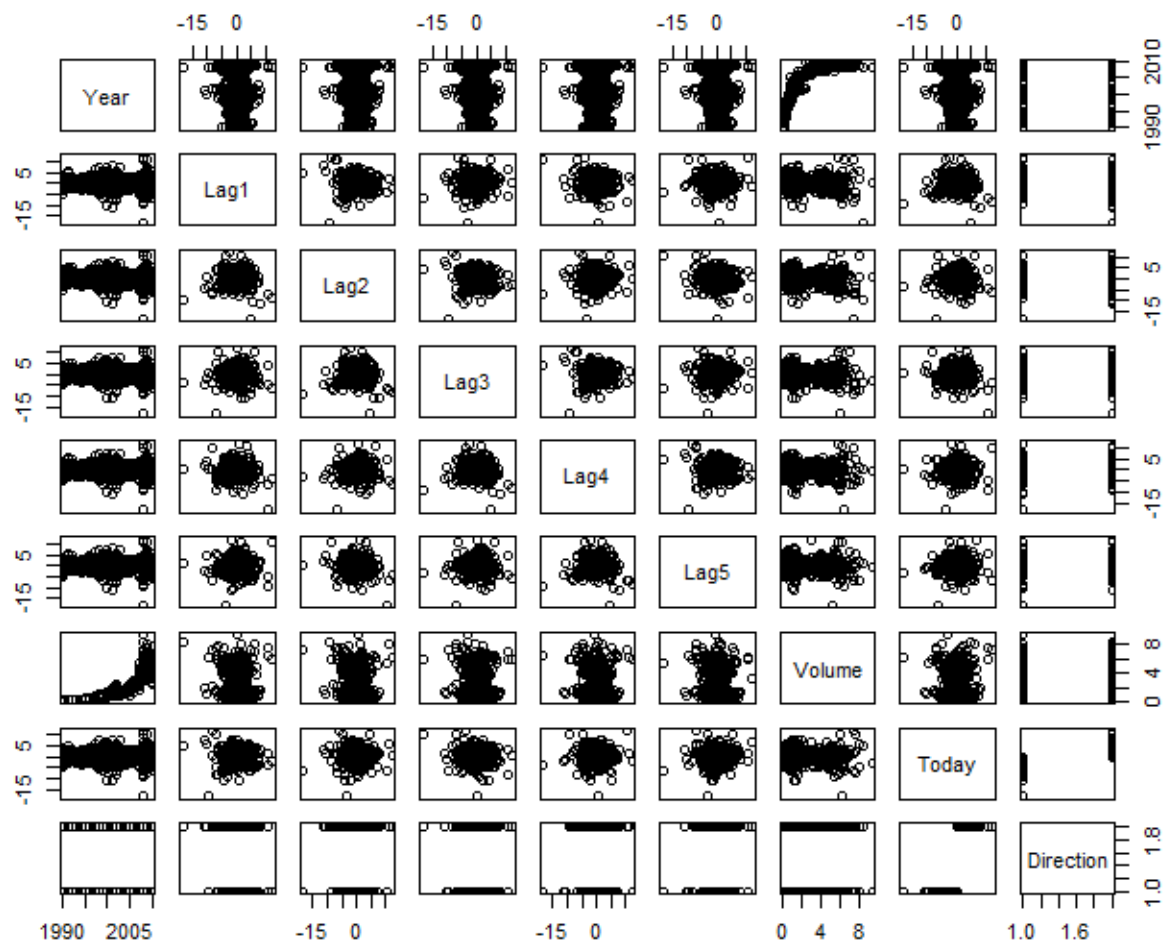 -15 0 -15 0 -15 0 -15 0
Year 1990 2010
-15 5 Lag1
Lag2 -15 5
-15 5 Lag3
Lag4 -15 5
-15 5 Lag5
Volume 0 4 8
-15 5 Today
Direction 1.0 1.8
1990 2005 -15 0 -15 0 0 4 8 1.0 1.6